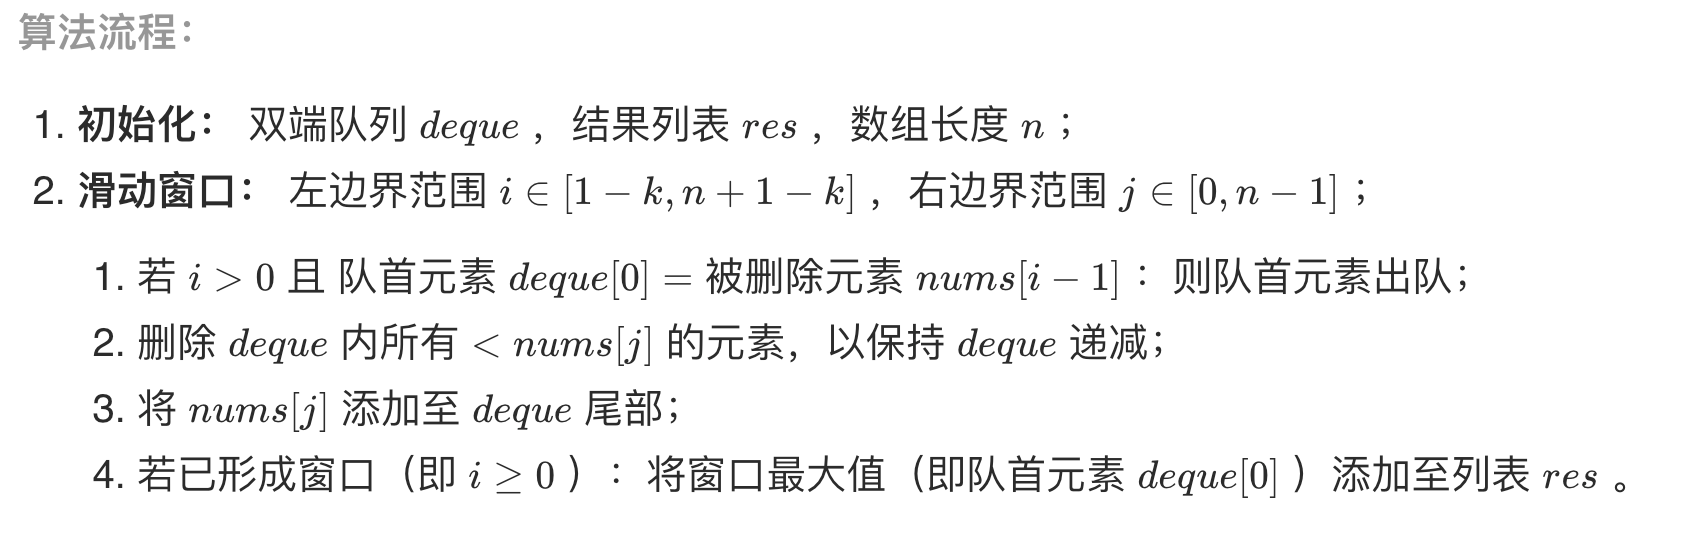 算法流程：
1. 初始化： 双端队列 deque ，结果列表 res ，数组长度 n ；
2. 滑动窗口： 左边界范围 i ∈ [1 − k, n + 1 − k] ，右边界范围 j ∈ [0, n − 1] ；
1. 若 i > 0 且 队首元素 deque[0] = 被删除元素 nums[i − 1] ：则队首元素出队；
2. 删除 deque 内所有 < nums[j] 的元素，以保持 deque 递减；
3. 将 nums[j] 添加至 deque 尾部；
4. 若已形成窗口（即 i ≥ 0 ）：将窗口最大值（即队首元素 deque[0] ）添加至列表 res 。